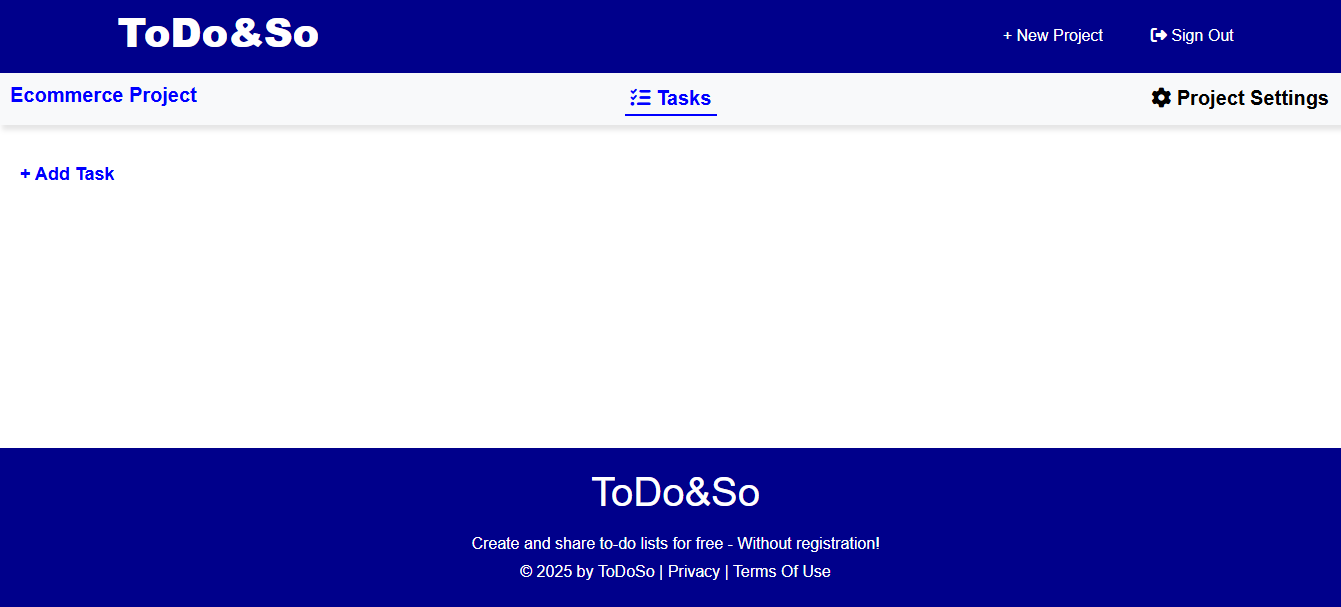 ToDo&So
+ New Project
Sign Out
Ecommerce Project
Tasks
Project Settings
+ Add Task
ToDo&So
Create and share to-do lists for free - Without registration!
© 2025 by ToDoSo | Privacy | Terms Of Use